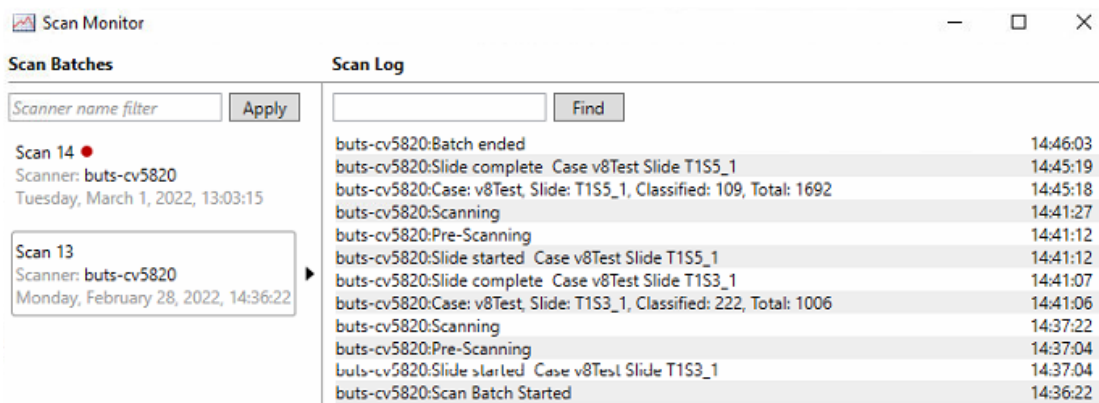 Scan Monitor
Scan Batches
Scanner name filter
Apply
Scan 14
Scanner: buts-cv5820
Tuesday, March 1, 2022, 13:03:15
Scan 13
Scanner: buts-cv5820
Monday, February 28, 2022, 14:36:22
Scan Log
Find
buts-cv5820:Batch ended 14:46:03
buts-cv5820:Slide complete Case v8Test Slide T1S5_1 14:45:19
buts-cv5820:Case: v8Test, Slide: T1S5_1, Classified: 109, Total: 1692 14:45:18
buts-cv5820:Scanning 14:41:27
buts-cv5820:Pre-Scanning 14:41:12
buts-cv5820:Slide started Case v8Test Slide T1S5_1 14:41:12
buts-cv5820:Slide complete Case v8Test Slide T1S3_1 14:41:07
buts-cv5820:Case: v8Test, Slide: T1S3_1, Classified: 222, Total: 1006 14:41:06
buts-cv5820:Scanning 14:37:22
buts-cv5820:Pre-Scanning 14:37:04
buts-cv5820:Slide started Case v8Test Slide T1S3_1 14:37:04
buts-cv5820:Scan Batch Started 14:36:22